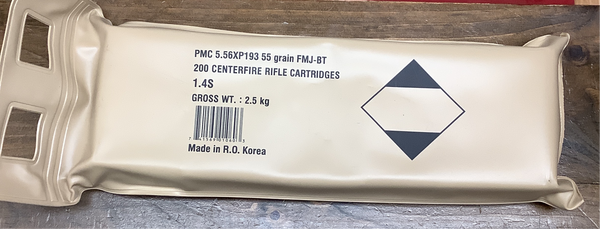 PMC 5.56XP193 55 grain FMJ-BT
200 CENTERFIRE RIFLE CARTRIDGES
1.4S
GROSS WT. : 2.5 kg
Made in R.O. Korea